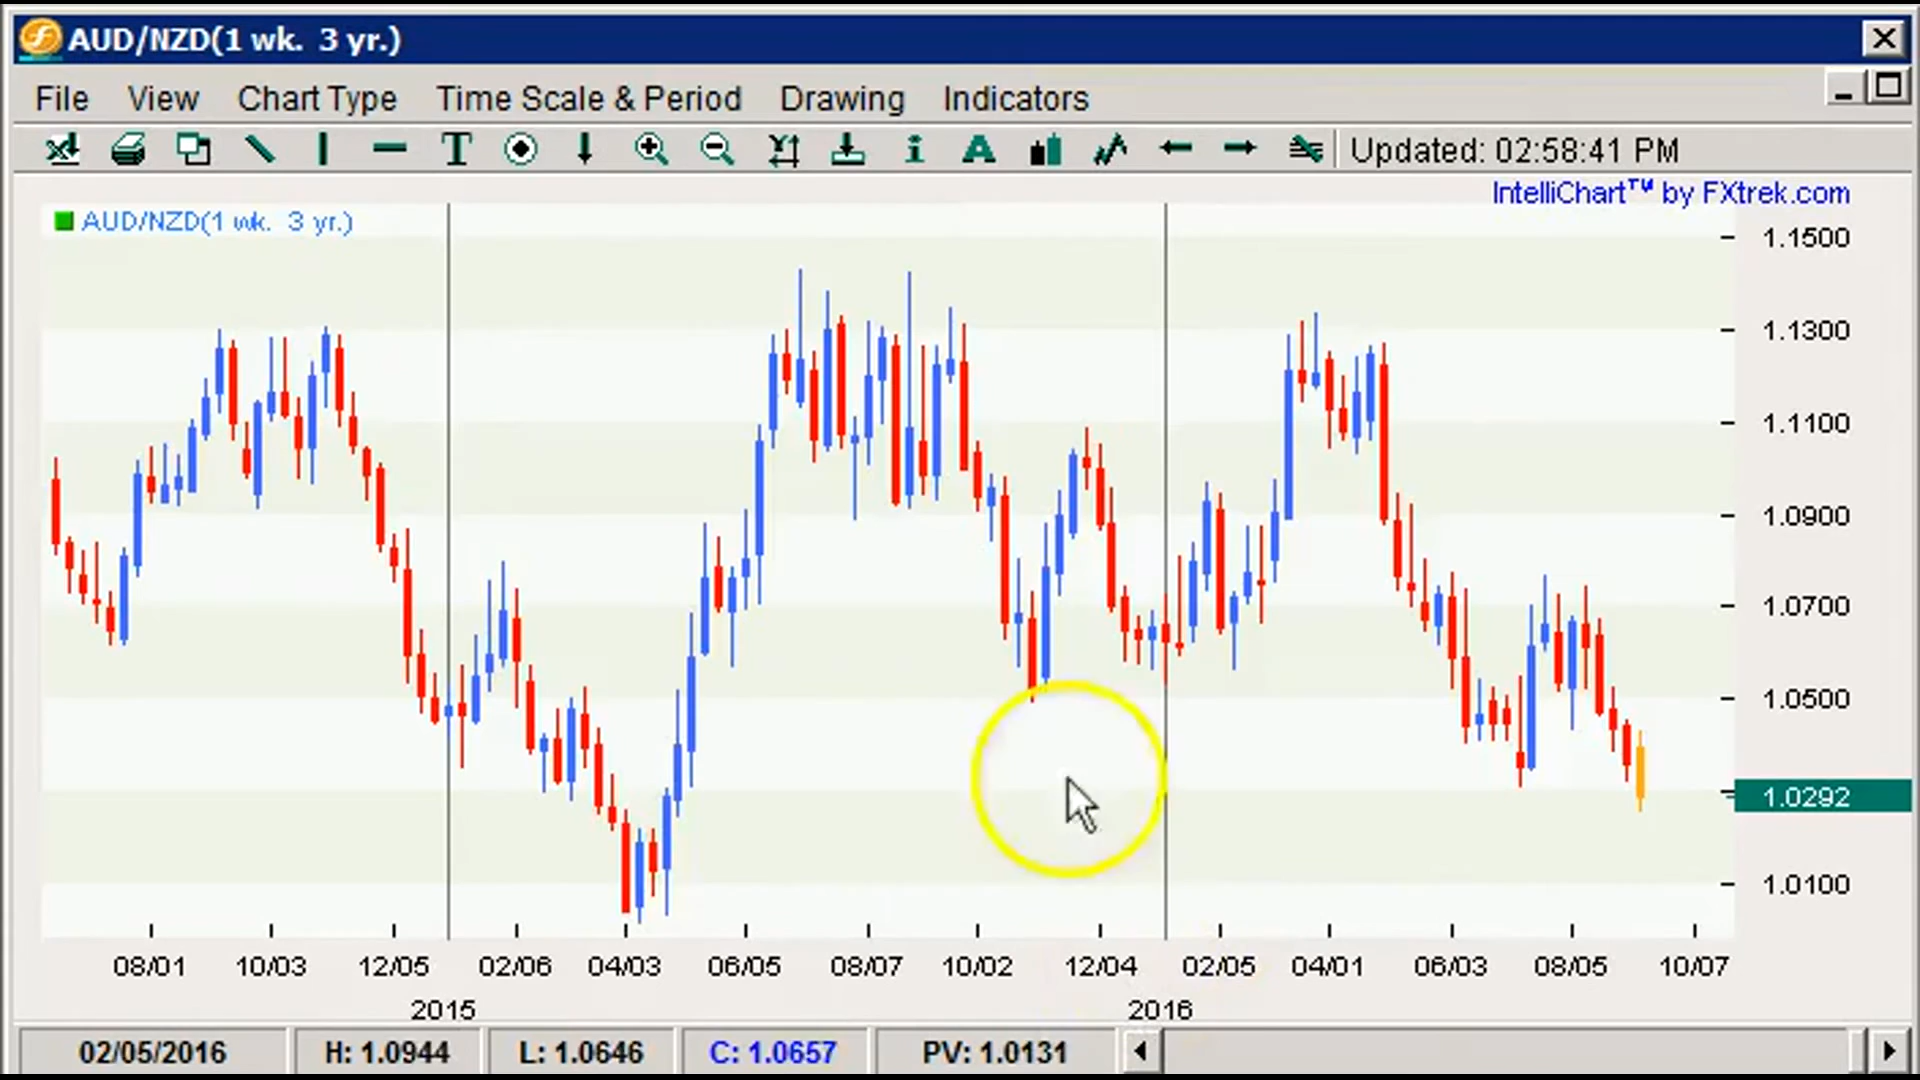 AUD/NZD(1 wk. 3 yr.)
File View Chart Type Time Scale & Period Drawing Indicators
T i A Updated: 02:58:41 PM
IntelliChart™ by FXtrek.com
AUD/NZD(1 wk. 3 yr.)
1.1500
1.1300
1.1100
1.0900
1.0700
1.0500
1.0292
1.0100
08/01 10/03 12/05 02/06 04/03 06/05 08/07 10/02 12/04 02/05 04/01 06/03 08/05 10/07
2015 2016
02/05/2016 H: 1.0944 L: 1.0646 C: 1.0657 PV: 1.0131